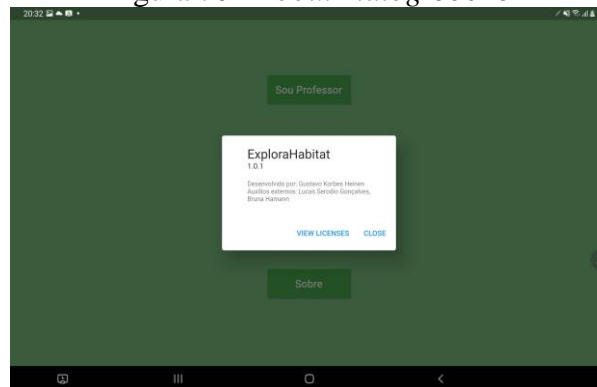 20:32
Sou Professor
ExploraHabitat
1.0.1
Desenvolvido por: Gustavo Korbes Heinen
Auxílios externos: Lucas Serodio Gonçalves,
Bruna Hamann
VIEW LICENSES CLOSE
Sobre